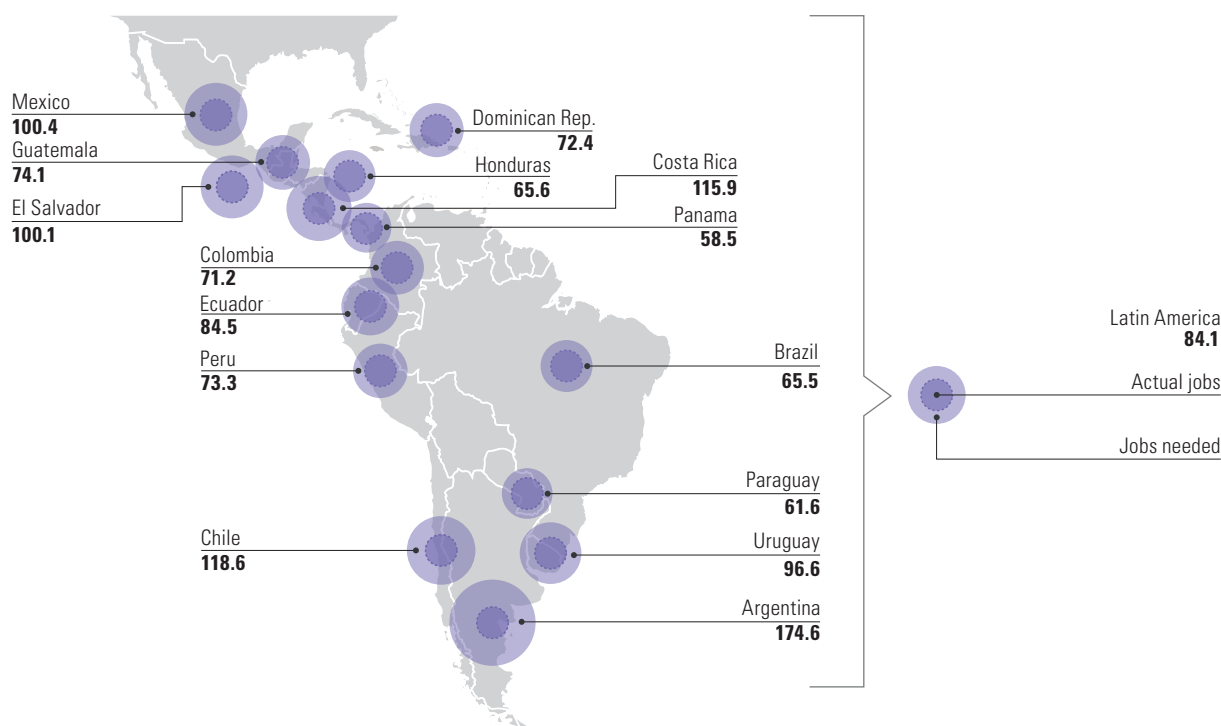 Mexico
100.4
Guatemala
74.1
El Salvador
100.1
Dominican Rep.
72.4
Honduras
65.6
Costa Rica
115.9
Panama
58.5
Colombia
71.2
Ecuador
84.5
Peru
73.3
Brazil
65.5
Paraguay
61.6
Uruguay
96.6
Chile
118.6
Argentina
174.6
Latin America
84.1
Actual jobs
Jobs needed